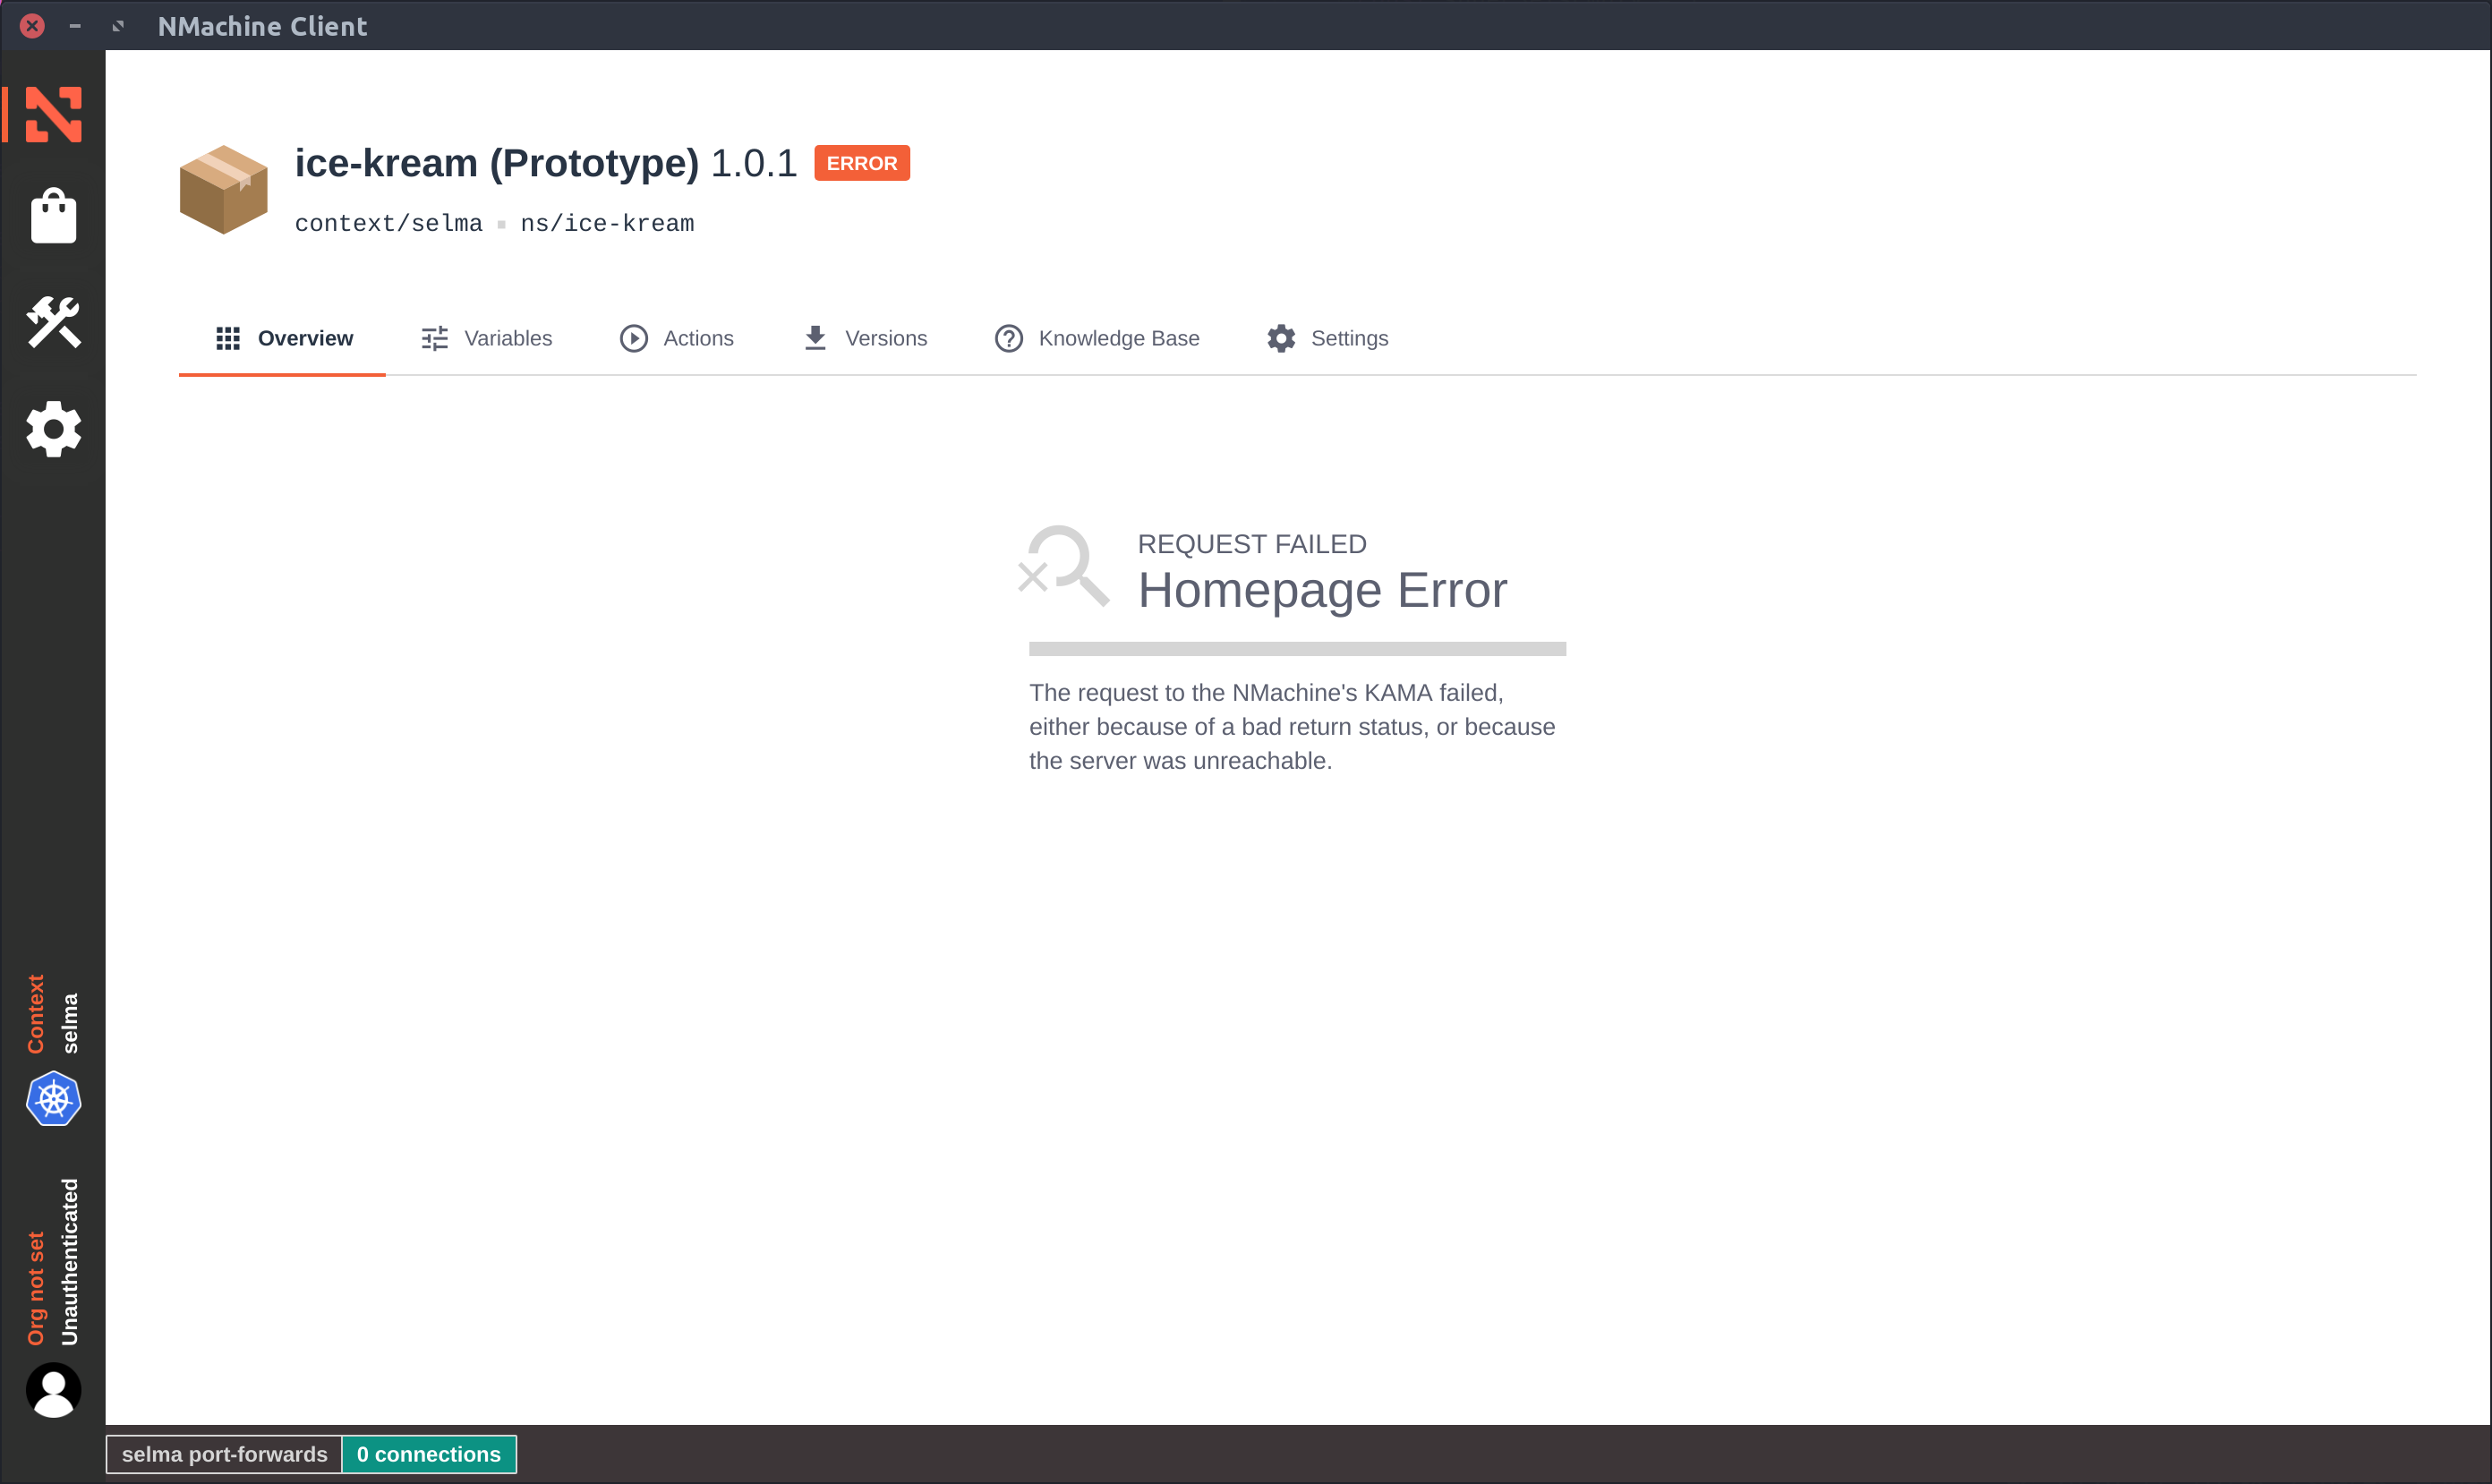 NMachine Client
ice-kream (Prototype) 1.0.1 ERROR
context/selma ns/ice-kream
Overview Variables Actions Versions Knowledge Base Settings
REQUEST FAILED
Homepage Error
The request to the NMachine's KAMA failed,
either because of a bad return status, or because
the server was unreachable.
Context
selma
Org not set
Unauthenticated
selma port-forwards 0 connections